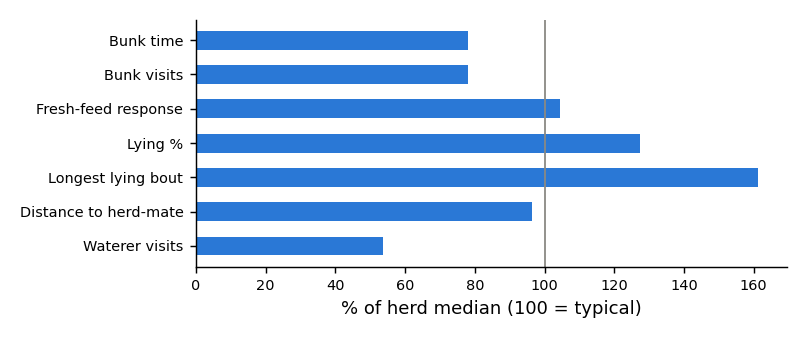 Bunk time
Bunk visits
Fresh-feed response
Lying %
Longest lying bout
Distance to herd-mate
Waterer visits
0 20 40 60 80 100 120 140 160
% of herd median (100 = typical)